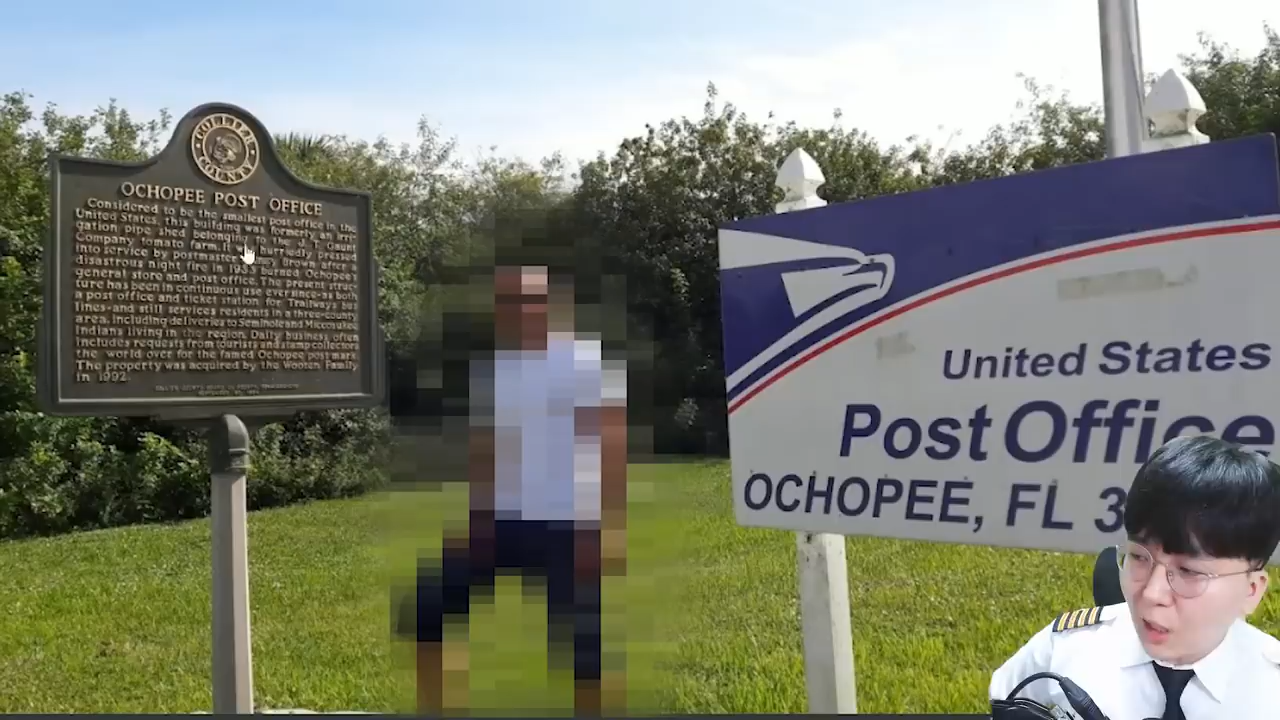 COLLIER
COUNTY
OCHOPEE POST OFFICE
Considered to be the smallest post office in the
United States, this building was formerly an irri-
gation pipe shed belonging to the J. T. Gaunt
Company tomato farm. It hurriedly pressed
into service by postmaster Brown after a
disastrous night fire in 1953 burned Ochopee's
general store and post office. The present struc-
ture has been in continuous use ever since-as both
a post office and ticket station for Trailways bus
lines-and still services residents in a three-county
area, including deliveries to Seminole and Miccosukee
Indians living in the region. Daily business often
includes requests from tourists and stamp collectors
the world over for the famed Ochopee post mark.
The property was acquired by the Wooten Family
in 1992.
United States
Post Office
OCHOPEE, FL 3